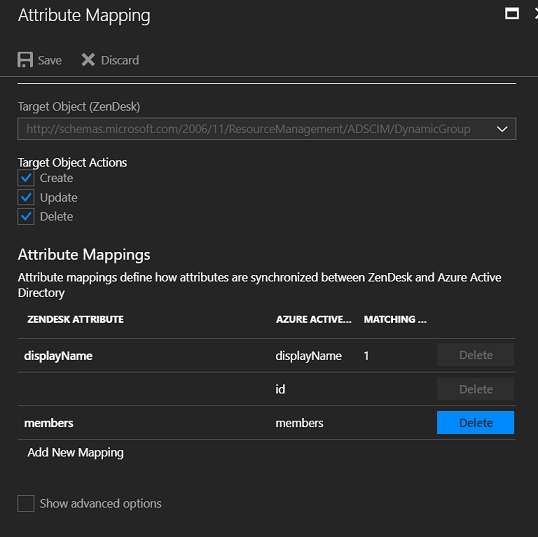 Attribute Mapping
Save Discard
Target Object (ZenDesk)
http://schemas.microsoft.com/2006/11/ResourceManagement/ADSCIM/DynamicGroup
Target Object Actions
Create
Update
Delete
Attribute Mappings
Attribute mappings define how attributes are synchronized between ZenDesk and Azure Active
Directory
ZENDESK ATTRIBUTE AZURE ACTIVE... MATCHING ...
displayName displayName 1 Delete
id Delete
members members Delete
Add New Mapping
Show advanced options